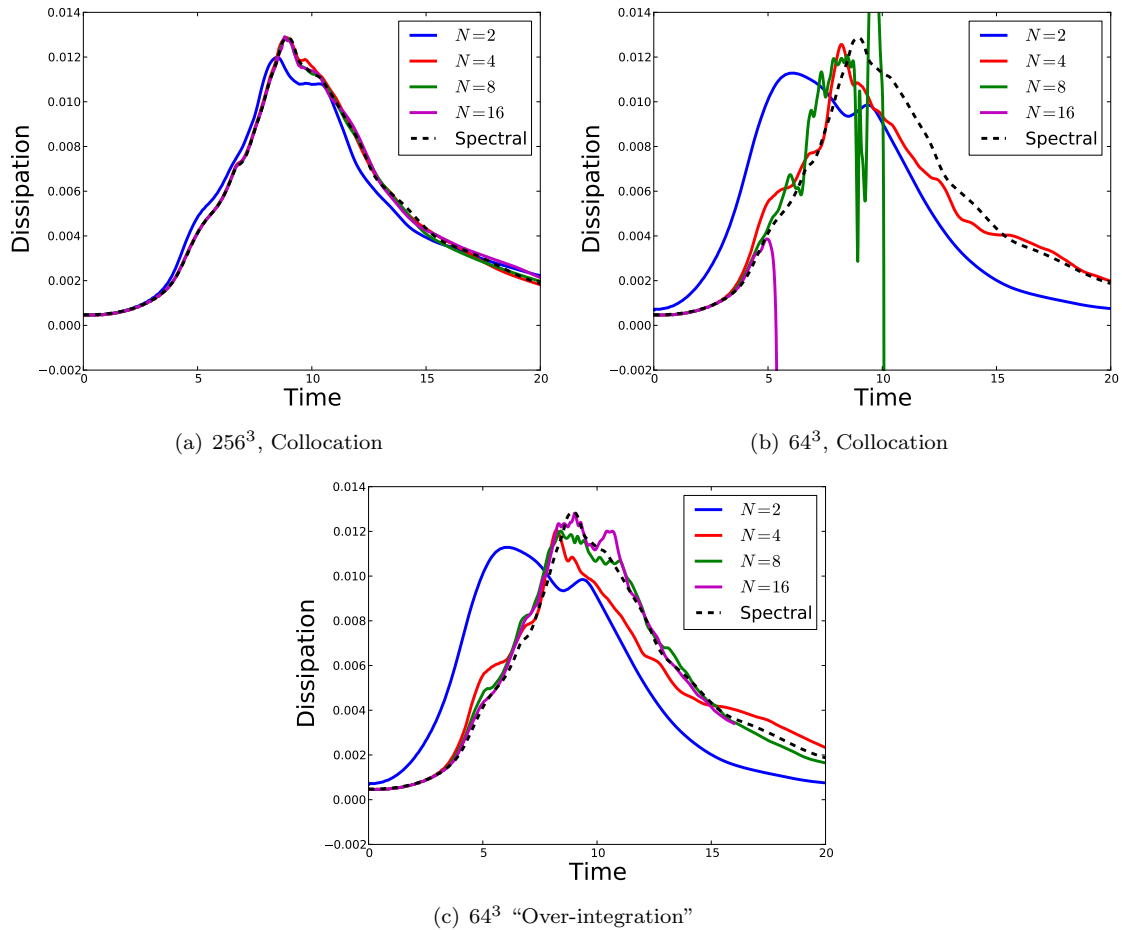 0.014
0.012
0.010
0.008
0.006
0.004
0.002
0.000
−0.002
Dissipation
0 5 10 15 20
Time
N=2
N=4
N=8
N=16
Spectral
(a) 256³, Collocation
0.014
0.012
0.010
0.008
0.006
0.004
0.002
0.000
−0.002
Dissipation
0 5 10 15 20
Time
N=2
N=4
N=8
N=16
Spectral
(b) 64³, Collocation
0.014
0.012
0.010
0.008
0.006
0.004
0.002
0.000
−0.002
Dissipation
0 5 10 15 20
Time
N=2
N=4
N=8
N=16
Spectral
(c) 64³ “Over-integration”